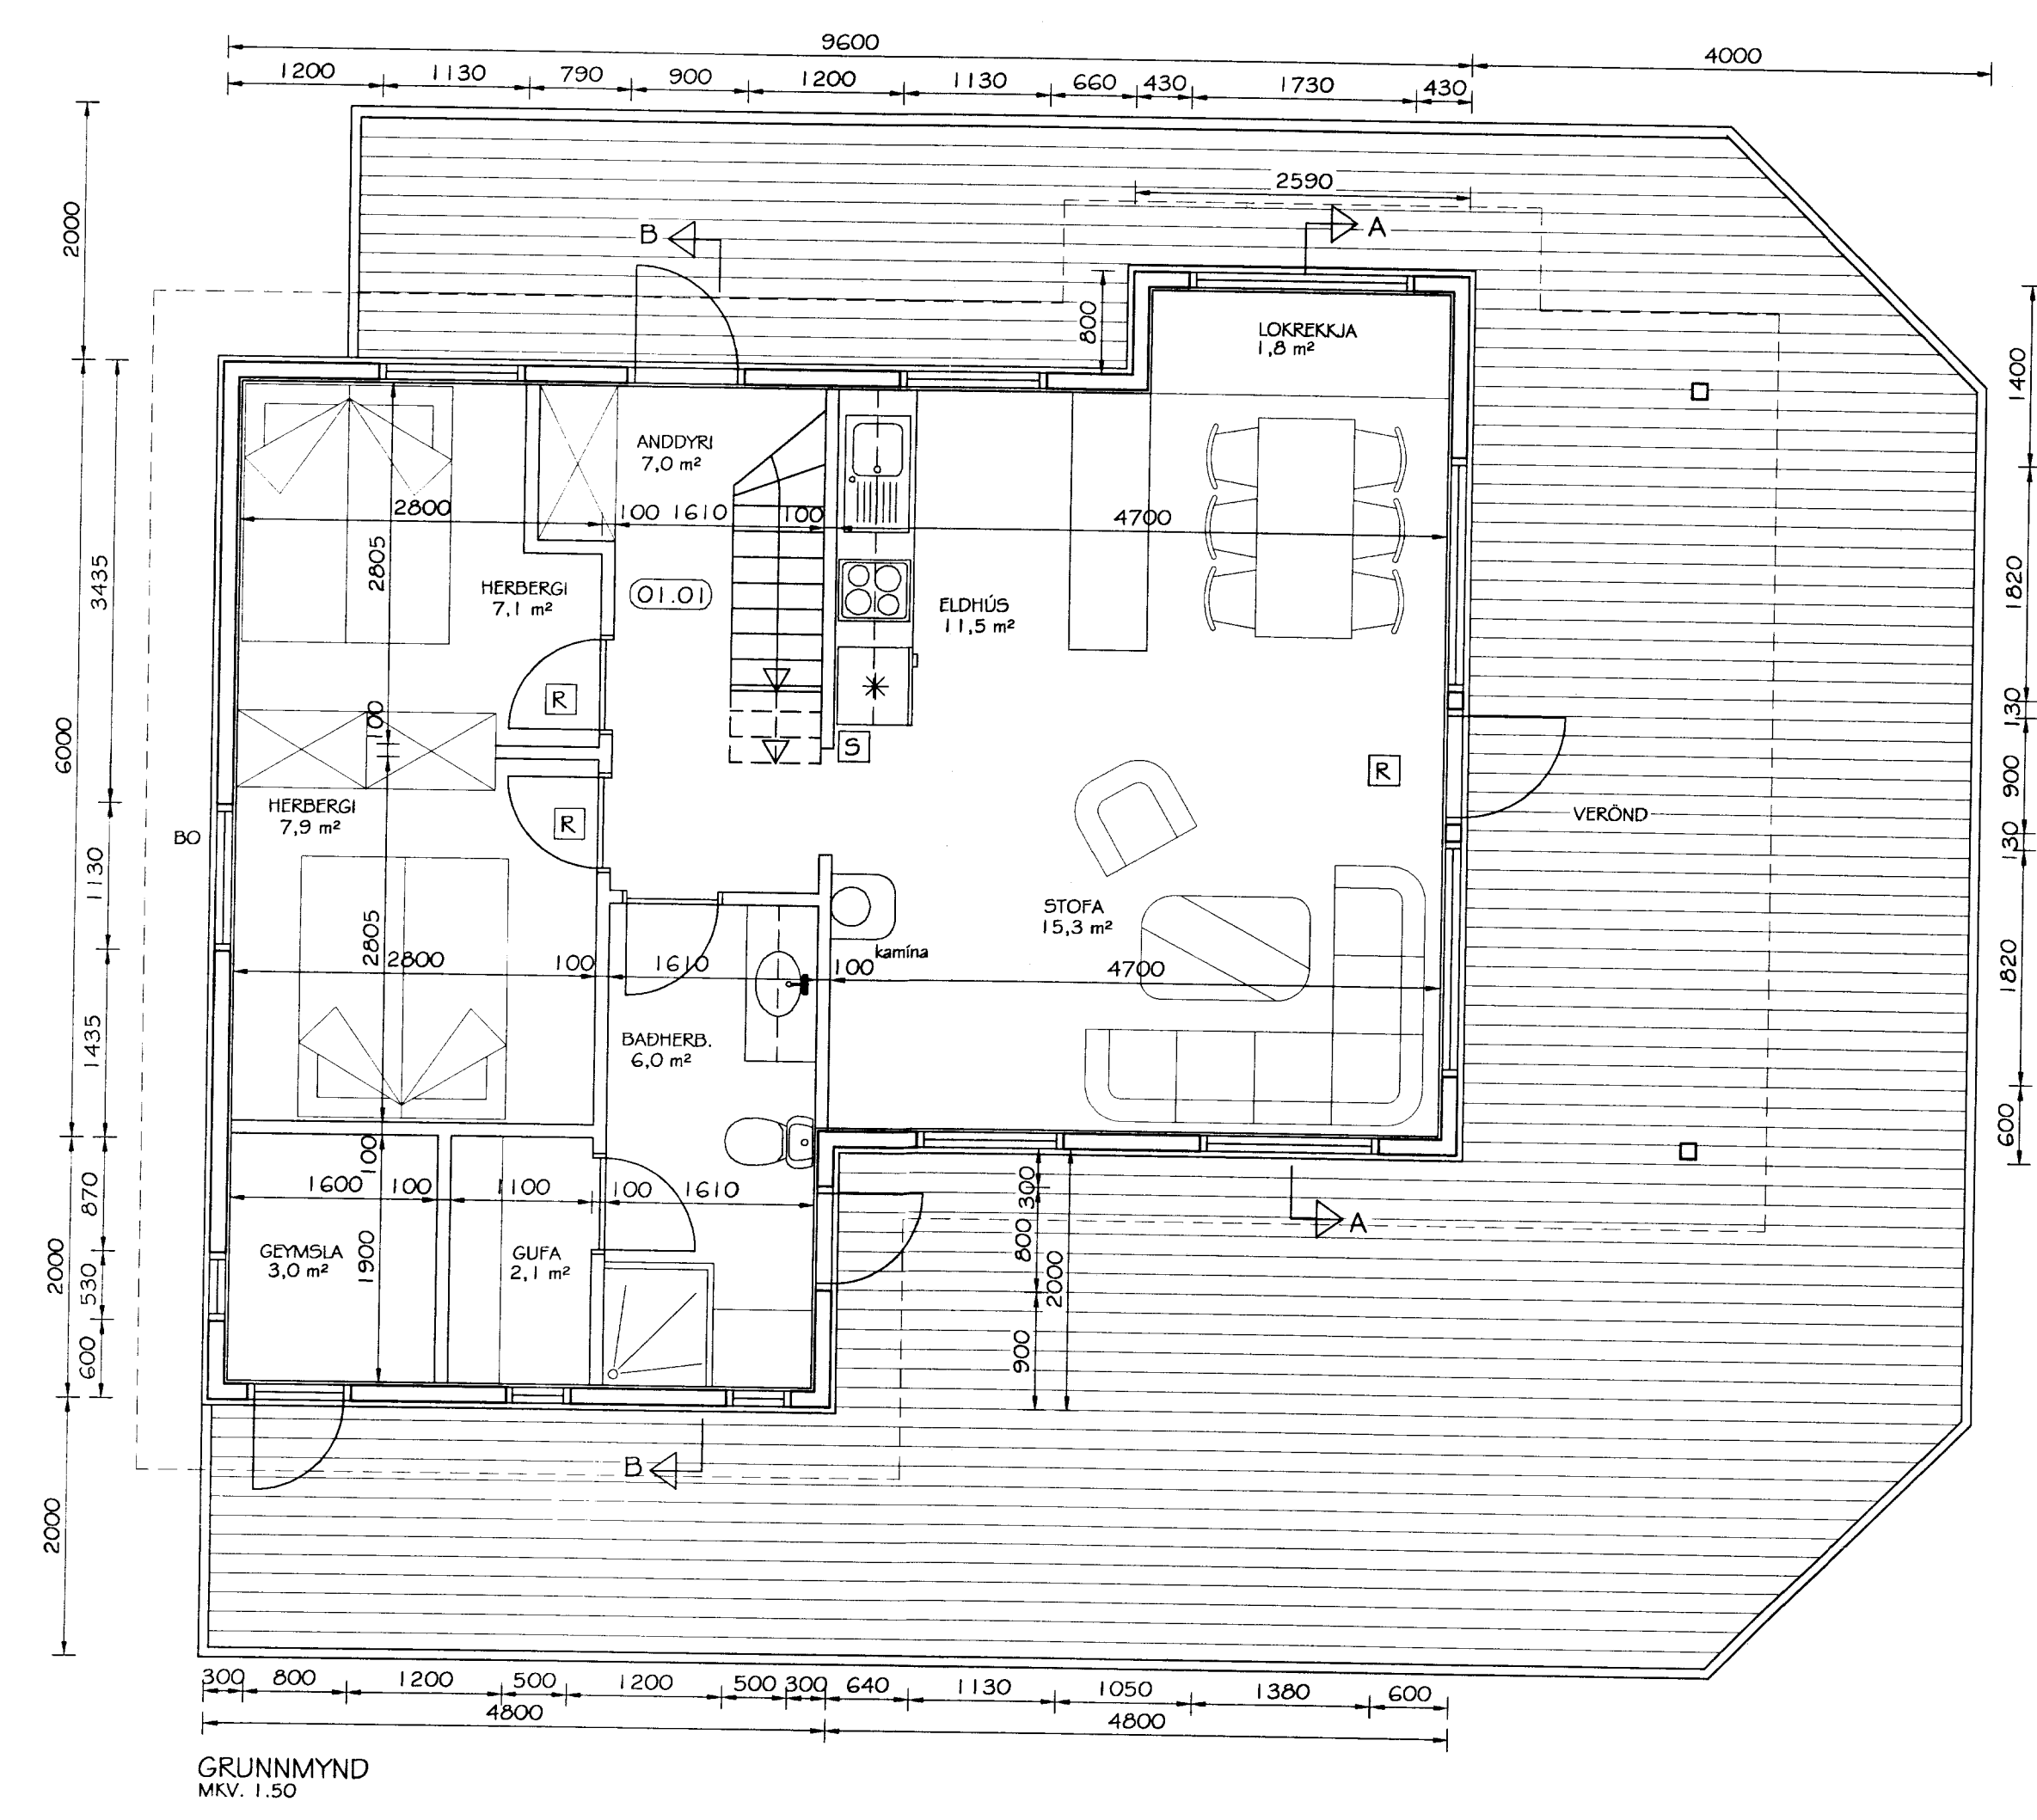 9600
4000
1200 1130 790 900 1200 1130 660 430 1730 430
2590
2000
B
A
800
LOKREKKJA
1,8 m²
1400
ANDDYRI
7,0 m²
2800
100 1610
100
4700
3435
2805
HERBERGI
7,1 m²
01.01
ELDHÚS
11,5 m²
1820
6000
R
100
S
R
130
900
HERBERGI
7,9 m²
R
BO
VERÖND
130
1130
2805
STOFA
15,3 m²
kamína
2800
100
1610
100
4700
1820
1435
BAÐHERB.
6,0 m²
600
100
1600
100
1100
100
1610
300
870
800
A
GEYMSLA
3,0 m²
1900
GUFA
2,1 m²
2000
2000
530
900
600
B
2000
300 800 1200 500 1200 500 300 640 1130 1050 1380 600
4800
4800
GRUNNMYND
MKV. 1.50